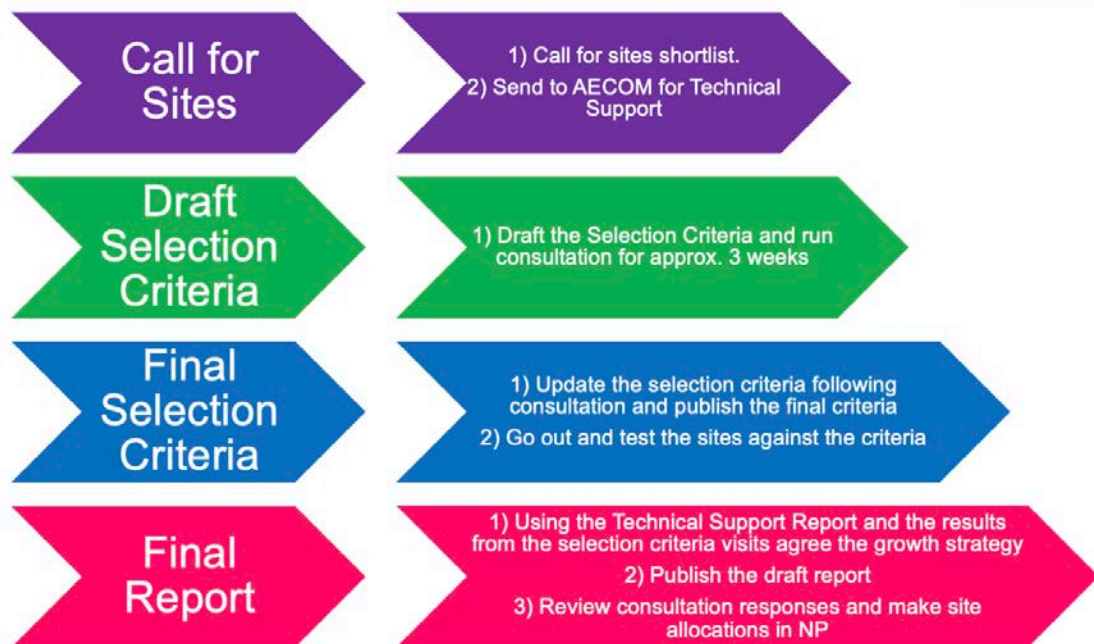 Call for
Sites
1) Call for sites shortlist.
2) Send to AECOM for Technical
Support
Draft
Selection
Criteria
1) Draft the Selection Criteria and run
consultation for approx. 3 weeks
Final
Selection
Criteria
1) Update the selection criteria following
consultation and publish the final criteria
2) Go out and test the sites against the criteria
Final
Report
1) Using the Technical Support Report and the results
from the selection criteria visits agree the growth strategy
2) Publish the draft report
3) Review consultation responses and make site
allocations in NP